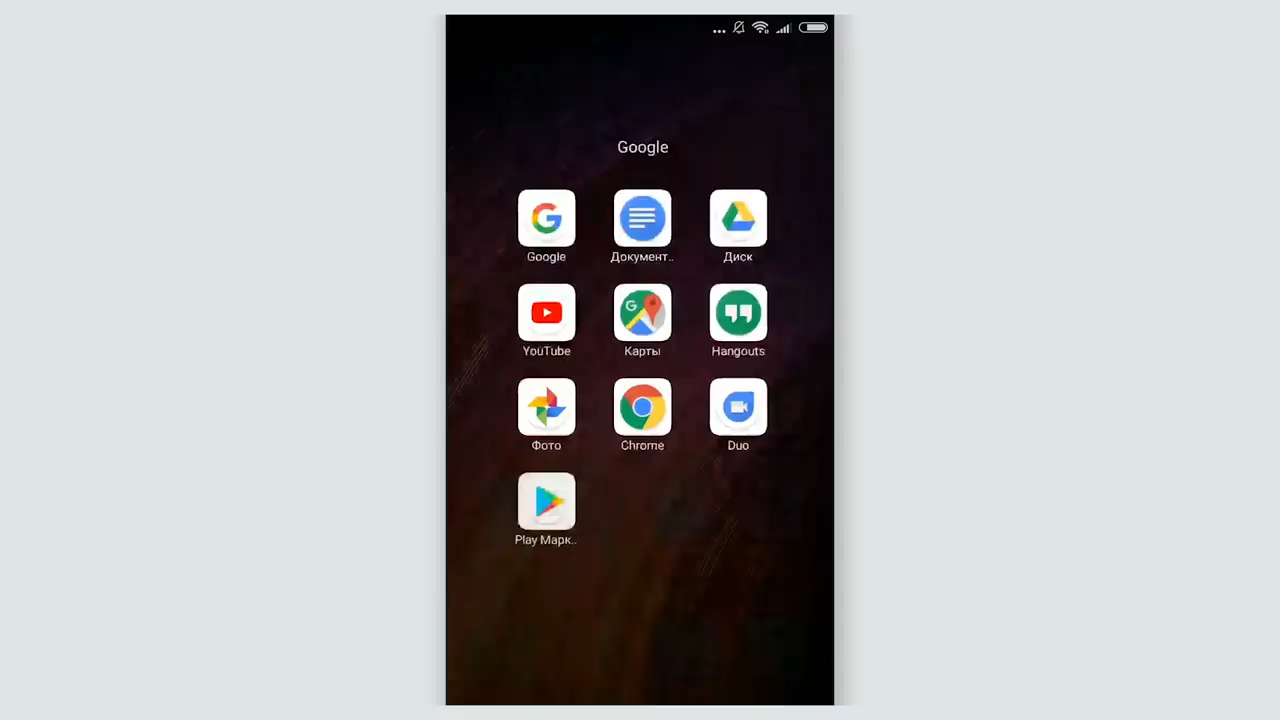 Google
Google
Документ..
Диск
YouTube
Карты
Hangouts
Фото
Chrome
Duo
Play Марк..